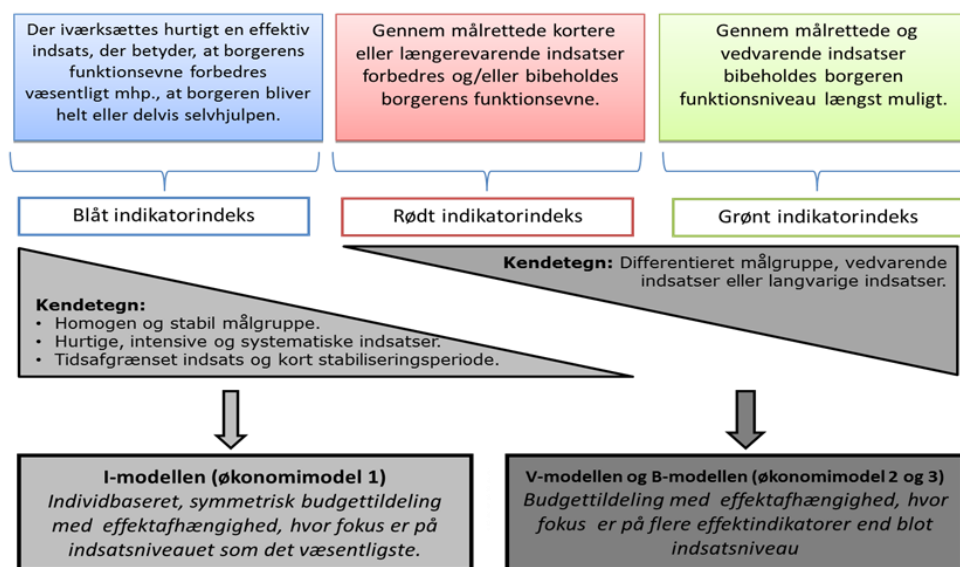 Der iværksættes hurtigt en effektiv
indsats, der betyder, at borgerens
funktionsevne forbedres
væsentligt mhp., at borgeren bliver
helt eller delvis selvhjulpen.
Gennem målrettede kortere
eller længerevarende indsatser
forbedres og/eller bibeholdes
borgerens funktionsevne.
Gennem målrettede og
vedvarende indsatser
bibeholdes borgeren
funktionsniveau længst muligt.
Blåt indikatorindeks
Rødt indikatorindeks
Grønt indikatorindeks
Kendetegn: Differentieret målgruppe, vedvarende
indsatser eller langvarige indsatser.
Kendetegn:
• Homogen og stabil målgruppe.
• Hurtige, intensive og systematiske indsatser.
• Tidsafgrænset indsats og kort stabiliseringsperiode.
I-modellen (økonomimodel 1)
Individbaseret, symmetrisk budgettildeling
med effektafhængighed, hvor fokus er på
indsatsniveauet som det væsentligste.
V-modellen og B-modellen (økonomimodel 2 og 3)
Budgettildeling med effektafhængighed, hvor
fokus er på flere effektindikatorer end blot
indsatsniveau